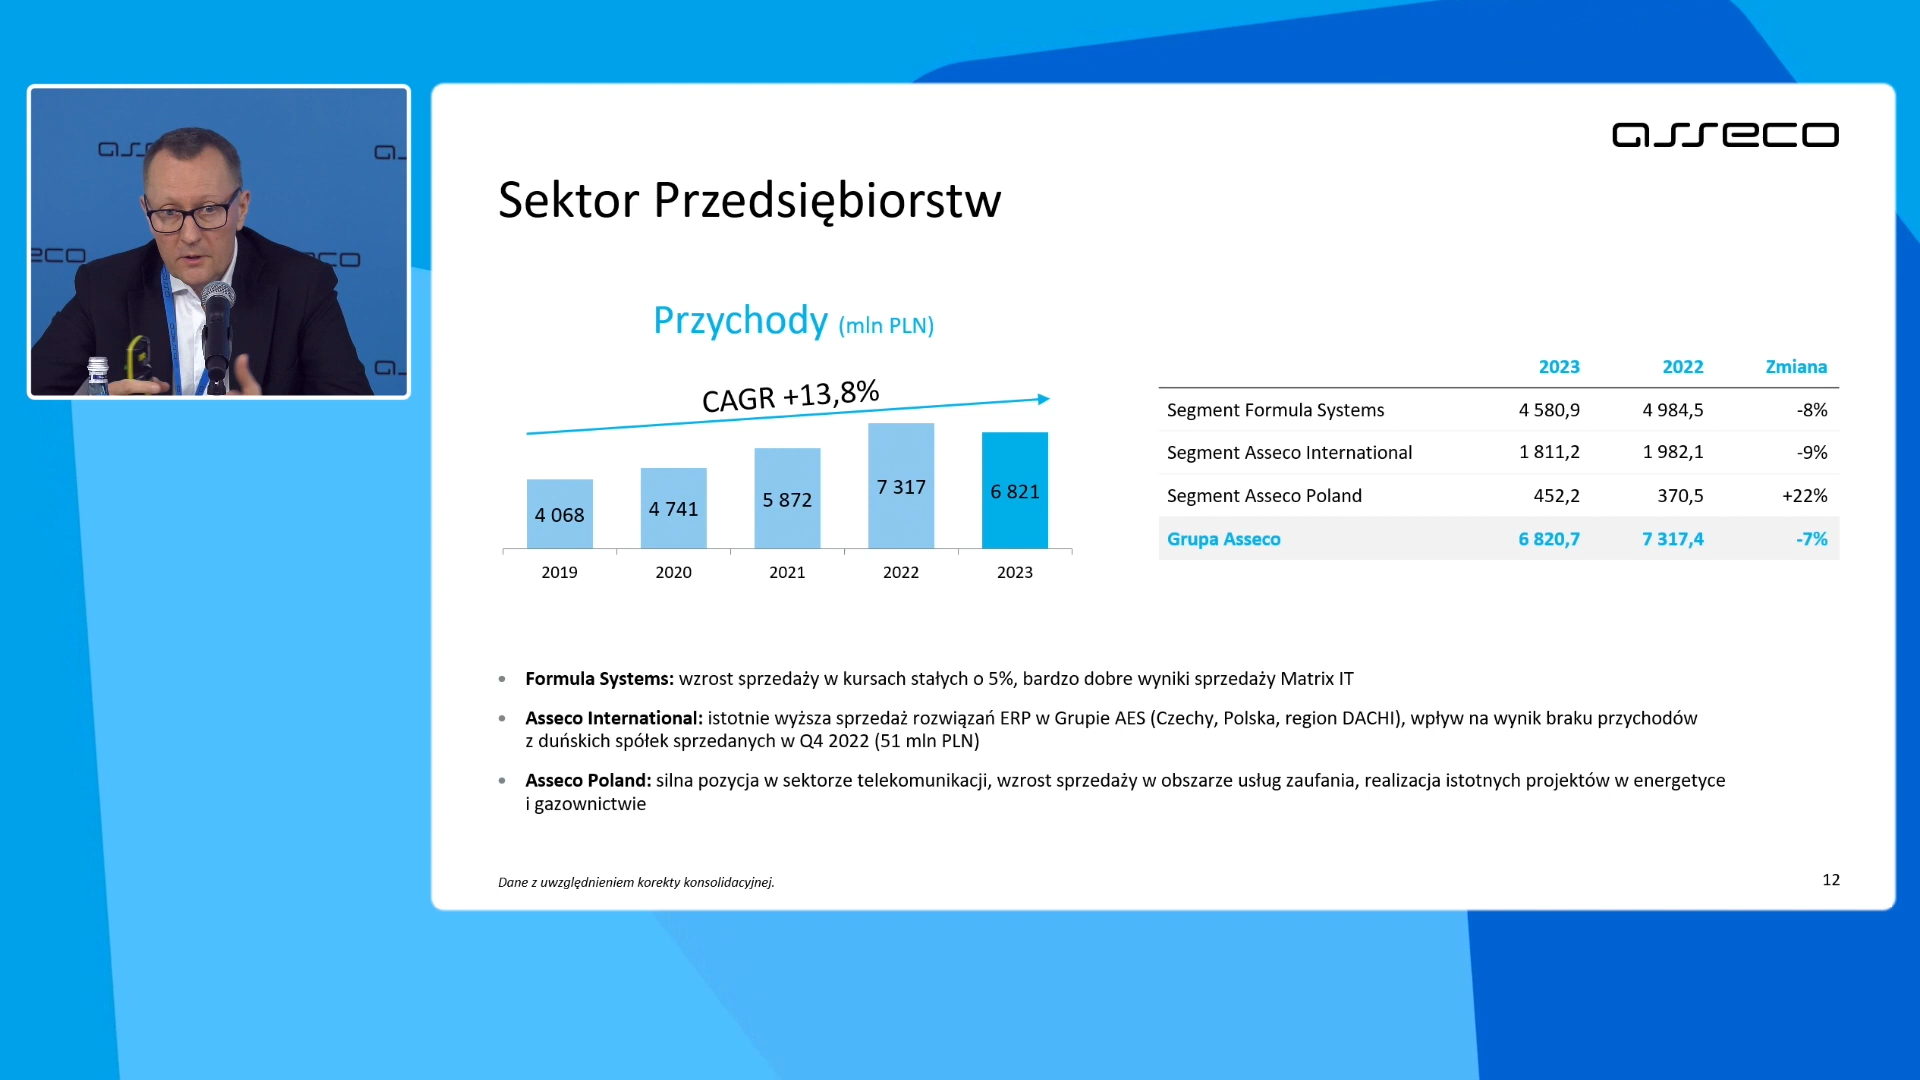 asseco
Sektor Przedsiębiorstw
Przychody (mln PLN)
CAGR +13,8%
4 068
4 741
5 872
7 317
6 821
2019 2020 2021 2022 2023
2023 2022 Zmiana
Segment Formula Systems 4 580,9 4 984,5 -8%
Segment Asseco International 1 811,2 1 982,1 -9%
Segment Asseco Poland 452,2 370,5 +22%
Grupa Asseco 6 820,7 7 317,4 -7%
• Formula Systems: wzrost sprzedaży w kursach stałych o 5%, bardzo dobre wyniki sprzedaży Matrix IT
• Asseco International: istotnie wyższa sprzedaż rozwiązań ERP w Grupie AES (Czechy, Polska, region DACHI), wpływ na wynik braku przychodów
z duńskich spółek sprzedanych w Q4 2022 (51 mln PLN)
• Asseco Poland: silna pozycja w sektorze telekomunikacji, wzrost sprzedaży w obszarze usług zaufania, realizacja istotnych projektów w energetyce
i gazownictwie
Dane z uwzględnieniem korekty konsolidacyjnej.
12